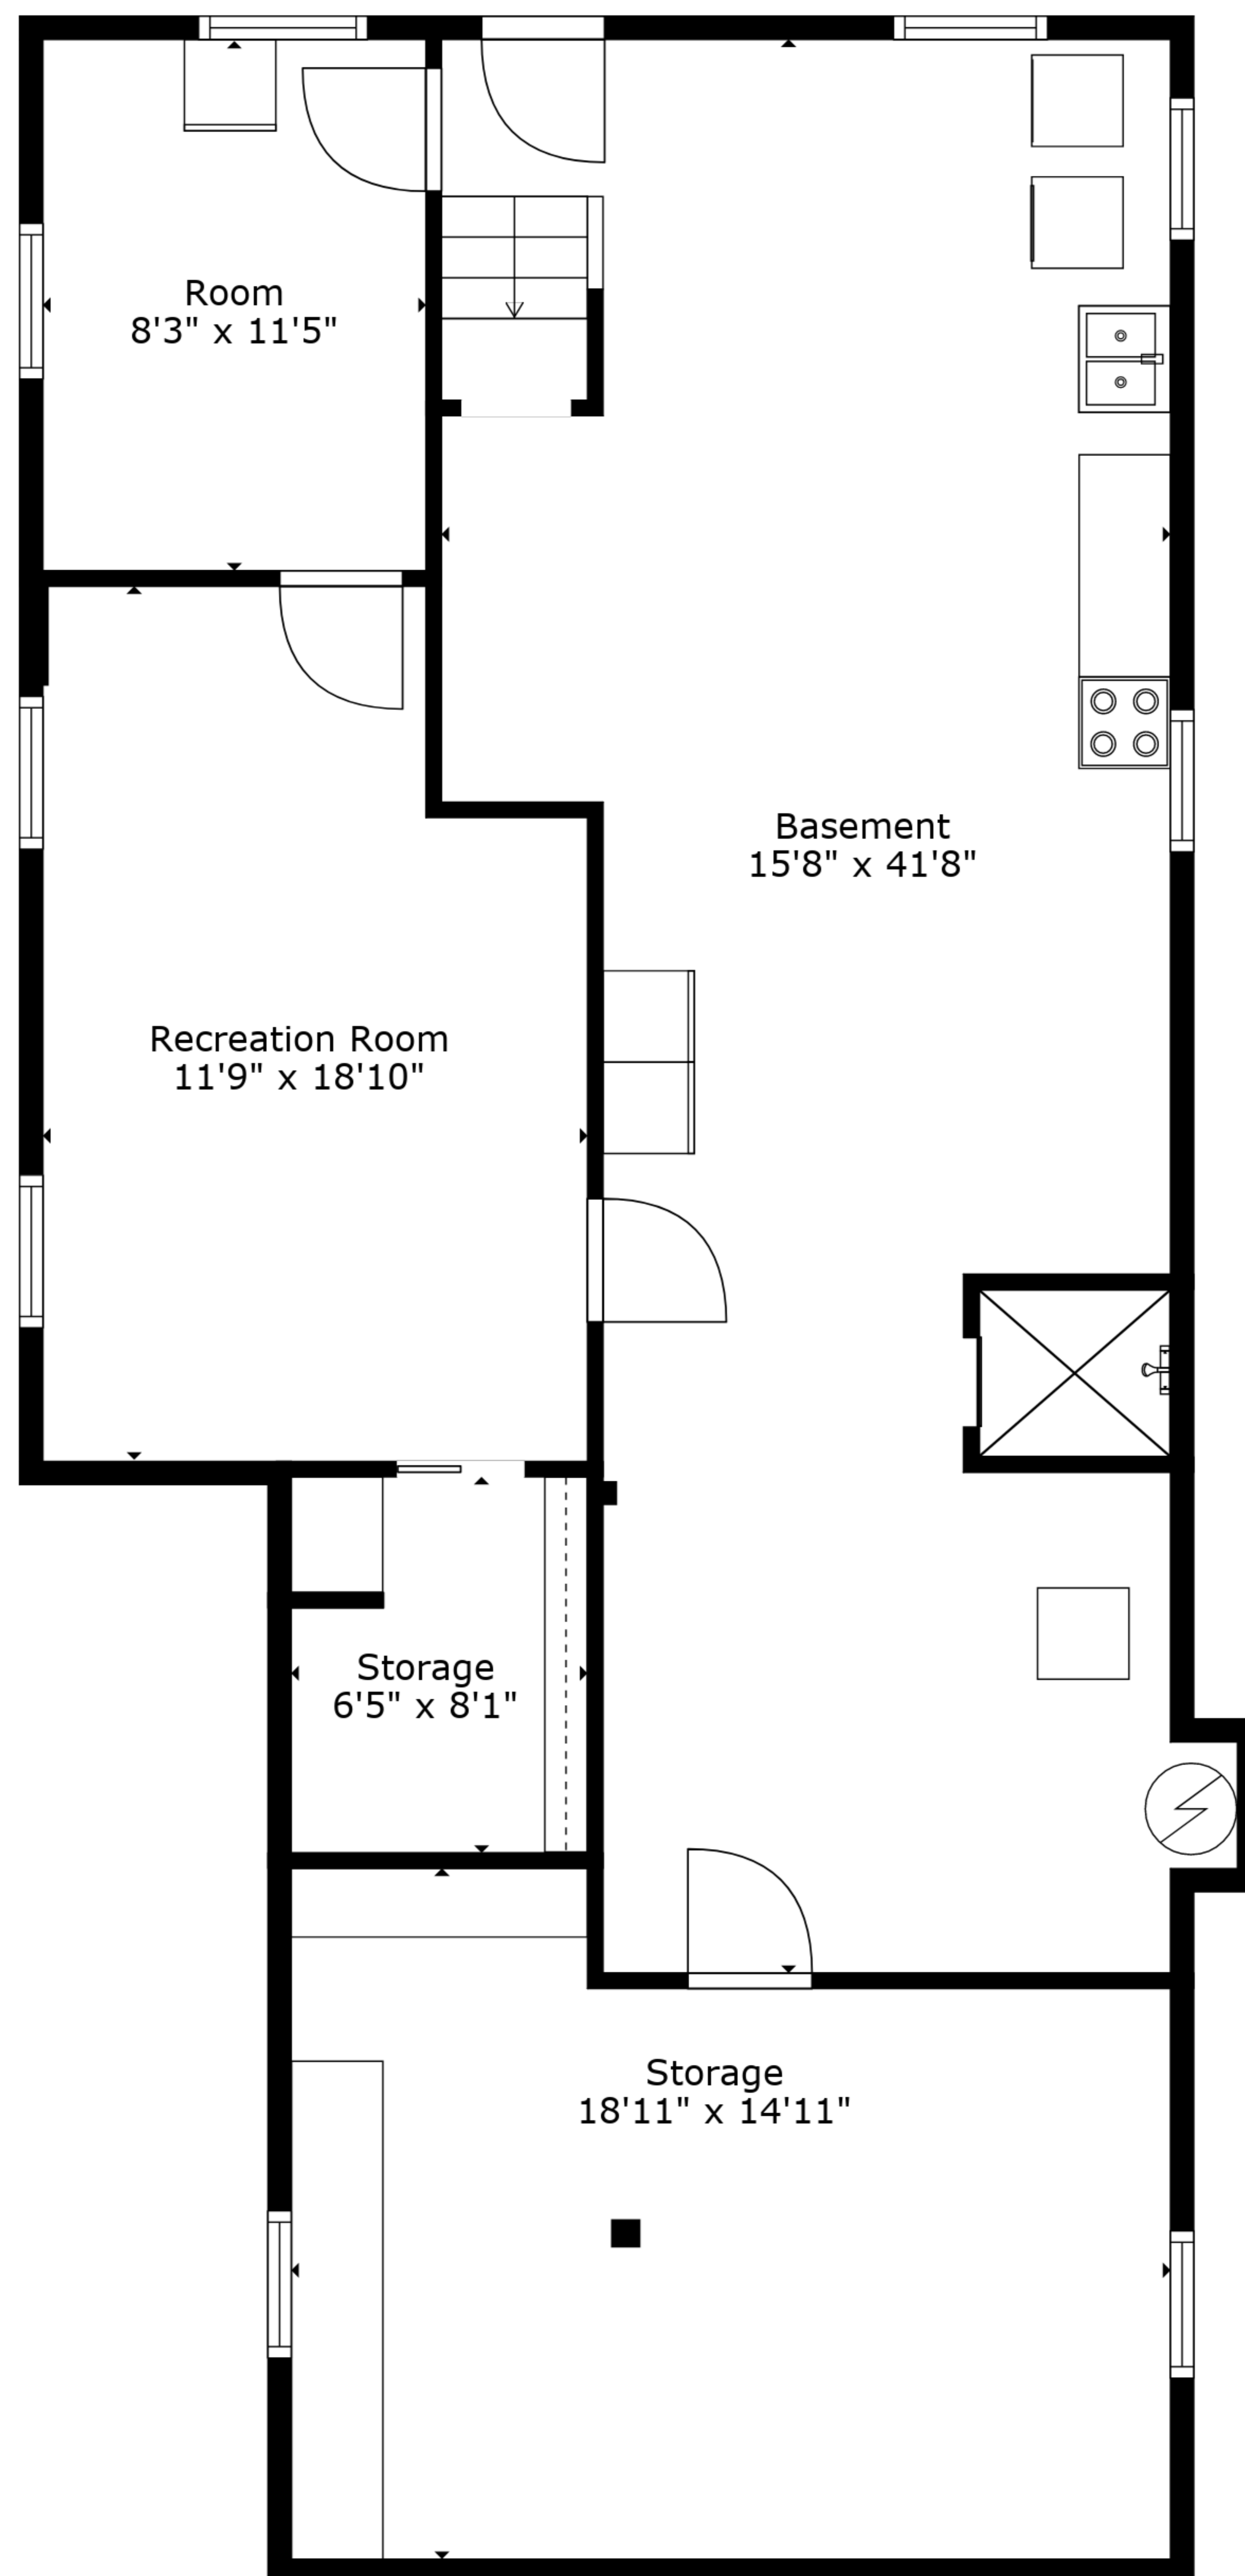 Room
8'3" x 11'5"
Basement
15'8" x 41'8"
Recreation Room
11'9" x 18'10"
Storage
6'5" x 8'1"
Storage
18'11" x 14'11"